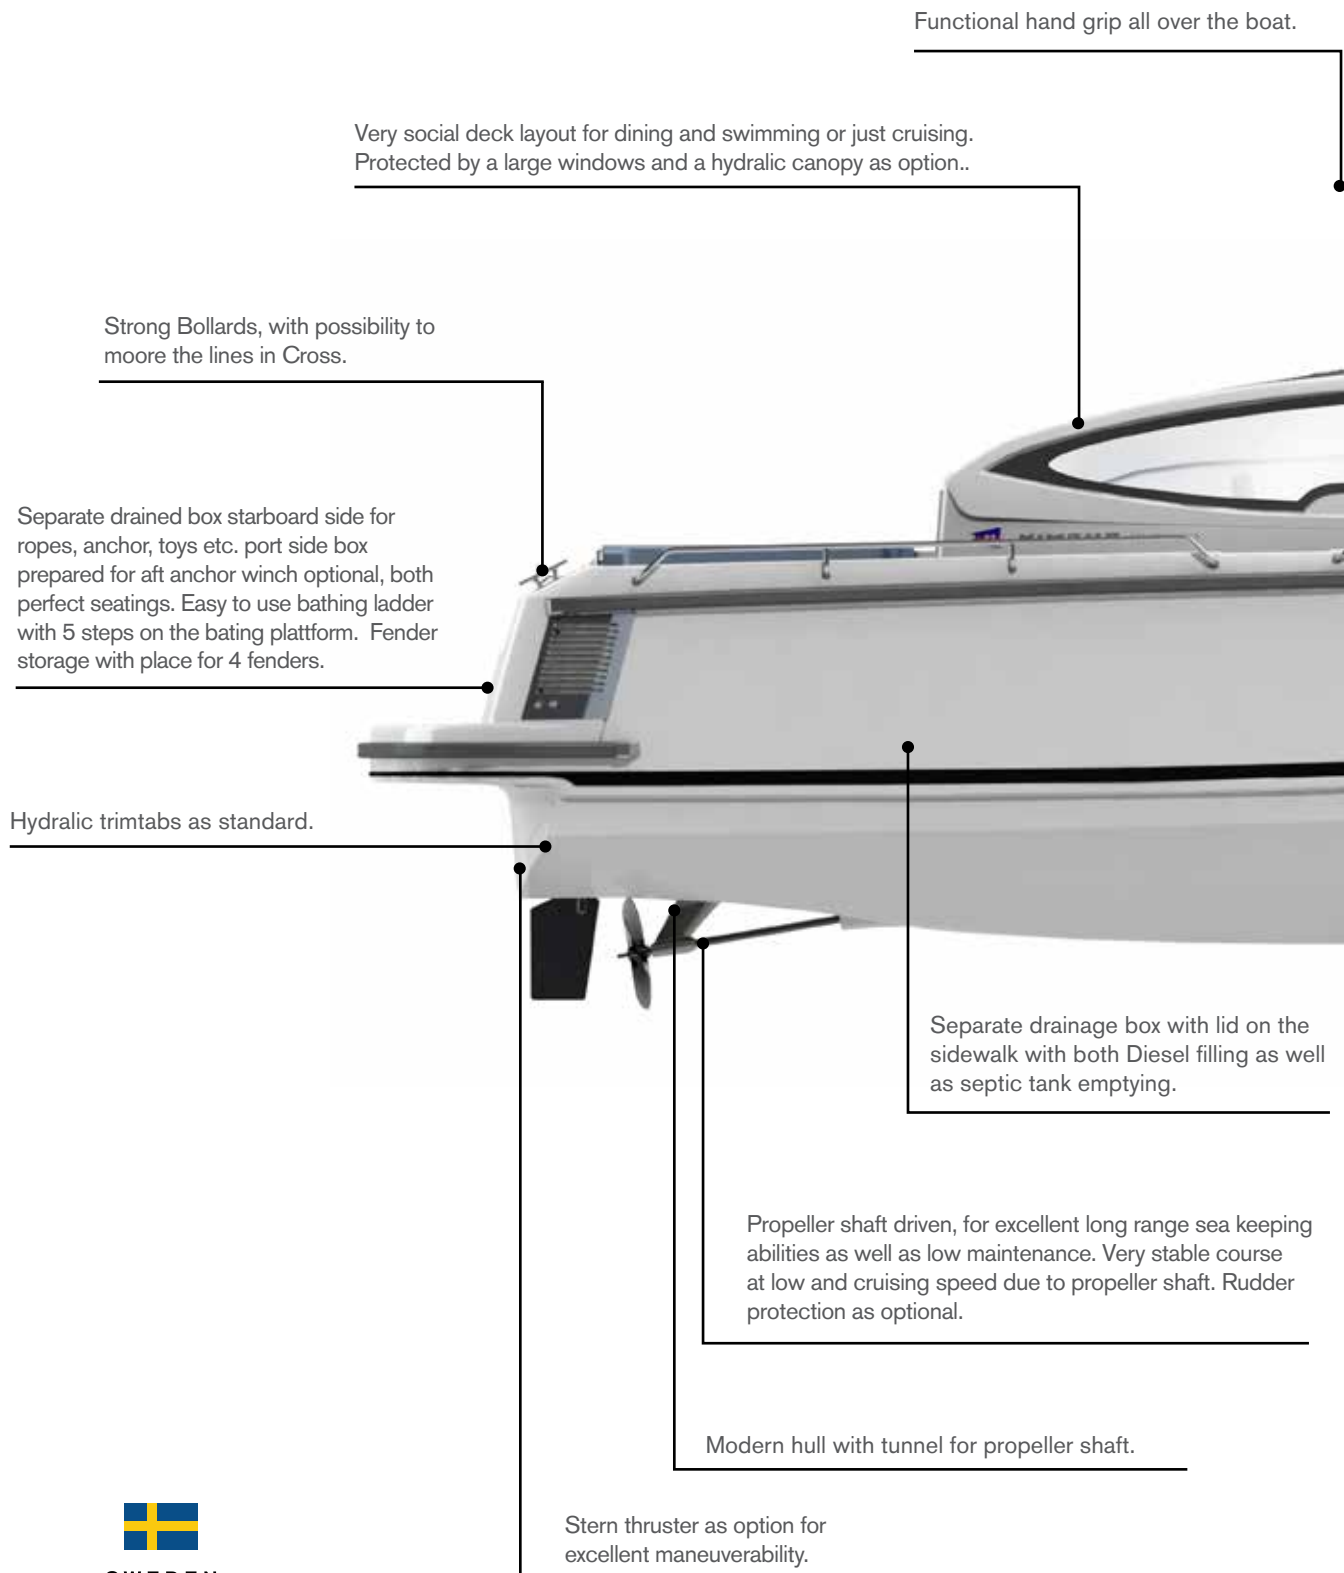 Functional hand grip all over the boat.
Very social deck layout for dining and swimming or just cruising.
Protected by a large windows and a hydralic canopy as option..
Strong Bollards, with possibility to
moore the lines in Cross.
Separate drained box starboard side for
ropes, anchor, toys etc. port side box
prepared for aft anchor winch optional, both
perfect seatings. Easy to use bathing ladder
with 5 steps on the bating plattform.  Fender
storage with place for 4 fenders.
Hydralic trimtabs as standard.
Separate drainage box with lid on the
sidewalk with both Diesel filling as well
as septic tank emptying.
Propeller shaft driven, for excellent long range sea keeping
abilities as well as low maintenance. Very stable course
at low and cruising speed due to propeller shaft. Rudder
protection as optional.
Modern hull with tunnel for propeller shaft.
Stern thruster as option for
excellent maneuverability.
SWEDEN